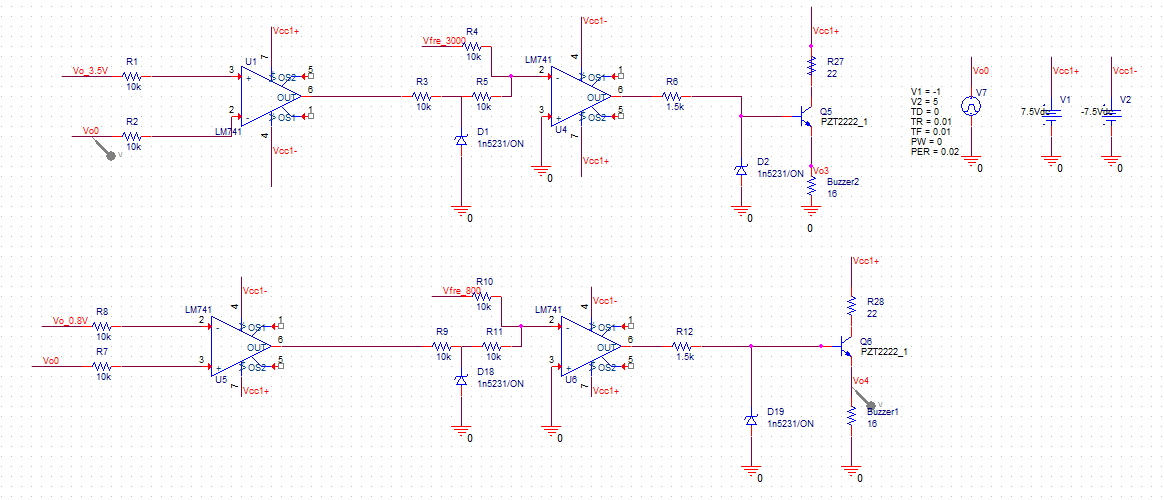 Vcc1+
R1
Vo_3.5V
10k
U1
3
+
7
OS2
5
6
OUT
2
-
OS1
1
LM741
4
Vcc1-
R2
Vo0
10k
V
R3
10k
R4
Vfre_3000
10k
R5
10k
D1
1n5231/ON
0
Vcc1-
LM741
4
2
-
OS1
1
6
OUT
3
+
OS2
5
U4
7
Vcc1+
0
R6
1.5k
D2
1n5231/ON
0
Vcc1+
R27
22
Q5
PZT2222_1
Vo3
Buzzer2
16
0
V1 = -1
V2 = 5
TD = 0
TR = 0.01
TF = 0.01
PW = 0
PER = 0.02
Vo0
V7
0
Vcc1+
V1
7.5Vdc
0
Vcc1-
V2
-7.5Vdc
0
R8
Vo_0.8V
10k
R7
Vo0
10k
LM741
Vcc1-
4
2
-
OS1
1
6
OUT
3
+
OS2
5
U5
7
Vcc1+
R9
10k
R10
Vfre_800
10k
R11
10k
D18
1n5231/ON
0
LM741
Vcc1-
4
2
-
OS1
1
6
OUT
3
+
OS2
5
U6
7
Vcc1+
0
R12
1.5k
D19
1n5231/ON
0
Vcc1+
R28
22
Q6
PZT2222_1
Vo4
V
Buzzer1
16
0